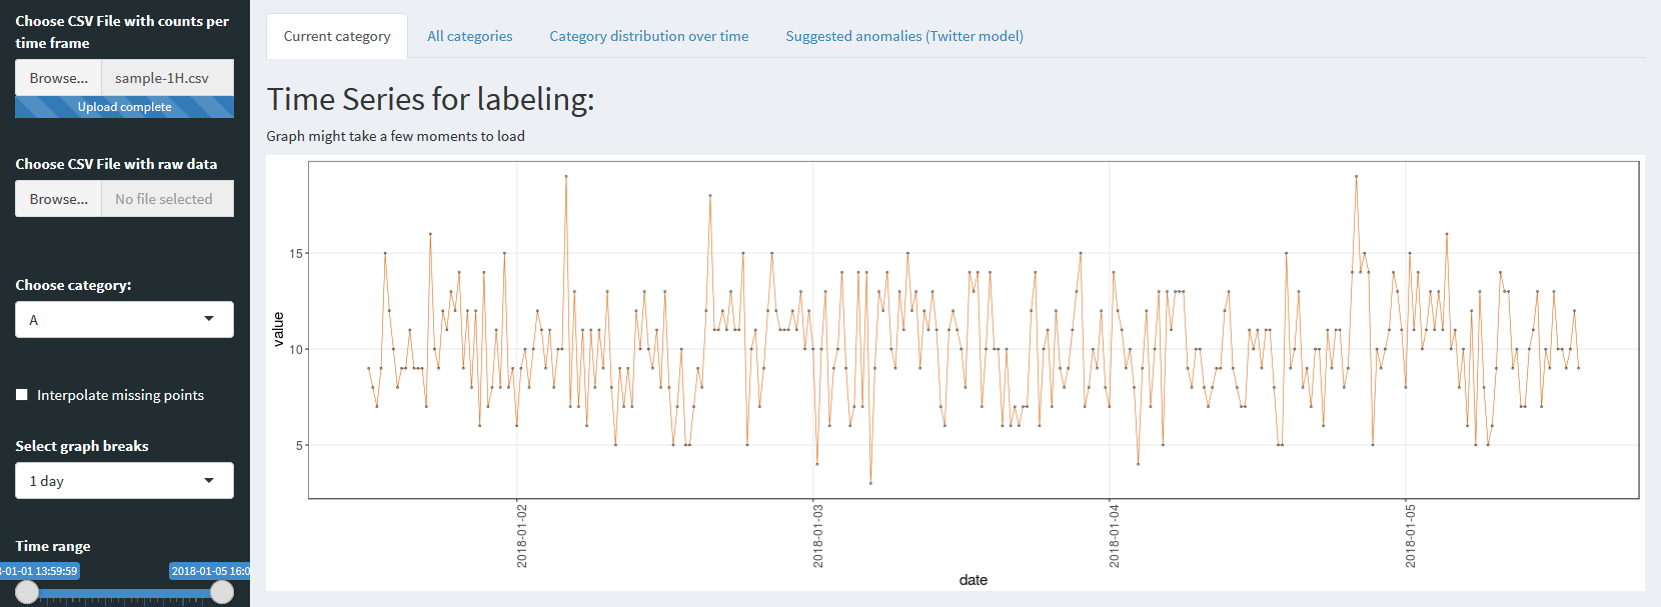 Choose CSV File with counts per
time frame
Browse...
sample-1H.csv
Upload complete
Choose CSV File with raw data
Browse...
No file selected
Choose category:
A
Interpolate missing points
Select graph breaks
1 day
Time range
-01-01 13:59:59
2018-01-05 16:0
Current category
All categories
Category distribution over time
Suggested anomalies (Twitter model)
Time Series for labeling:
Graph might take a few moments to load
value
15
10
5
2018-01-02
2018-01-03
2018-01-04
2018-01-05
date